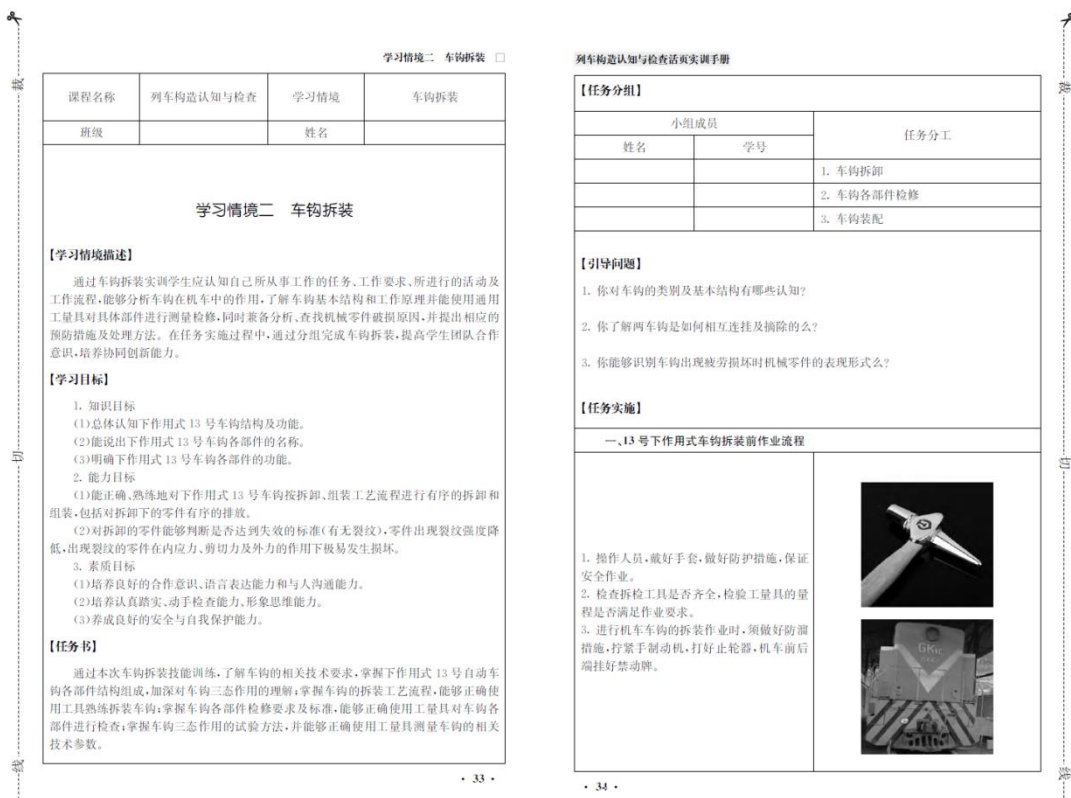 学习情境二　车钩拆装 □
课程名称　列车构造认知与检查　学习情境　车钩拆装
班级　姓名
学习情境二　车钩拆装
【学习情境描述】
通过车钩拆装实训学生应认知自己所从事工作的任务、工作要求、所进行的活动及
工作流程,能够分析车钩在机车中的作用,了解车钩基本结构和工作原理并能使用通用
工量具对具体部件进行测量检修,同时兼备分析、查找机械零件破损原因,并提出相应的
预防措施及处理方法。在任务实施过程中,通过分组完成车钩拆装,提高学生团队合作
意识,培养协同创新能力。
【学习目标】
1. 知识目标
(1)总体认知下作用式 13 号车钩结构及功能。
(2)能说出下作用式 13 号车钩各部件的名称。
(3)明确下作用式 13 号车钩各部件的功能。
2. 能力目标
(1)能正确、熟练地对下作用式 13 号车钩按拆卸、组装工艺流程进行有序的拆卸和
组装,包括对拆卸下的零件有序的排放。
(2)对拆卸的零件能够判断是否达到失效的标准(有无裂纹),零件出现裂纹强度降
低,出现裂纹的零件在内应力、剪切力及外力的作用下极易发生损坏。
3. 素质目标
(1)培养良好的合作意识、语言表达能力和与人沟通能力。
(2)培养认真踏实、动手检查能力、形象思维能力。
(3)养成良好的安全与自我保护能力。
【任务书】
通过本次车钩拆装技能训练,了解车钩的相关技术要求,掌握下作用式 13 号自动车
钩各部件结构组成,加深对车钩三态作用的理解;掌握车钩的拆装工艺流程,能够正确使
用工具熟练拆装车钩;掌握车钩各部件检修要求及标准,能够正确使用工量具对车钩各
部件进行检查;掌握车钩三态作用的试验方法,并能够正确使用工量具测量车钩的相关
技术参数。
· 33 ·
裁
切
线
列车构造认知与检查活页实训手册
【任务分组】
小组成员　任务分工
姓名　学号
1. 车钩拆卸
2. 车钩各部件检修
3. 车钩装配
【引导问题】
1. 你对车钩的类别及基本结构有哪些认知?
2. 你了解两车钩是如何相互连挂及摘除的么?
3. 你能够识别车钩出现疲劳损坏时机械零件的表现形式么?
【任务实施】
一、13 号下作用式车钩拆装前作业流程
1. 操作人员,戴好手套,做好防护措施,保证
安全作业。
2. 检查拆检工具是否齐全,检验工量具的量
程是否满足作业要求。
3. 进行机车车钩的拆装作业时,须做好防溜
措施,拧紧手制动机,打好止轮器,机车前后
端挂好禁动牌。
GK1C
· 34 ·
裁
切
线